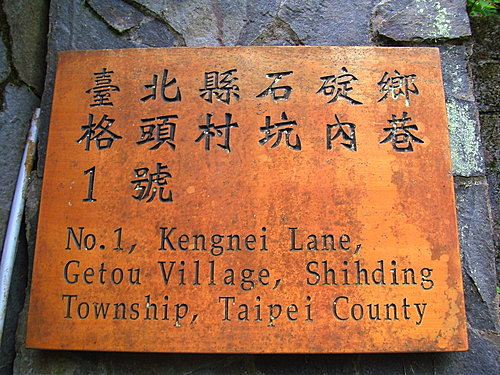 臺北縣石碇鄉
格頭村坑內巷
1 號
No.1, Kengnei Lane,
Getou Village, Shihding
Township, Taipei County